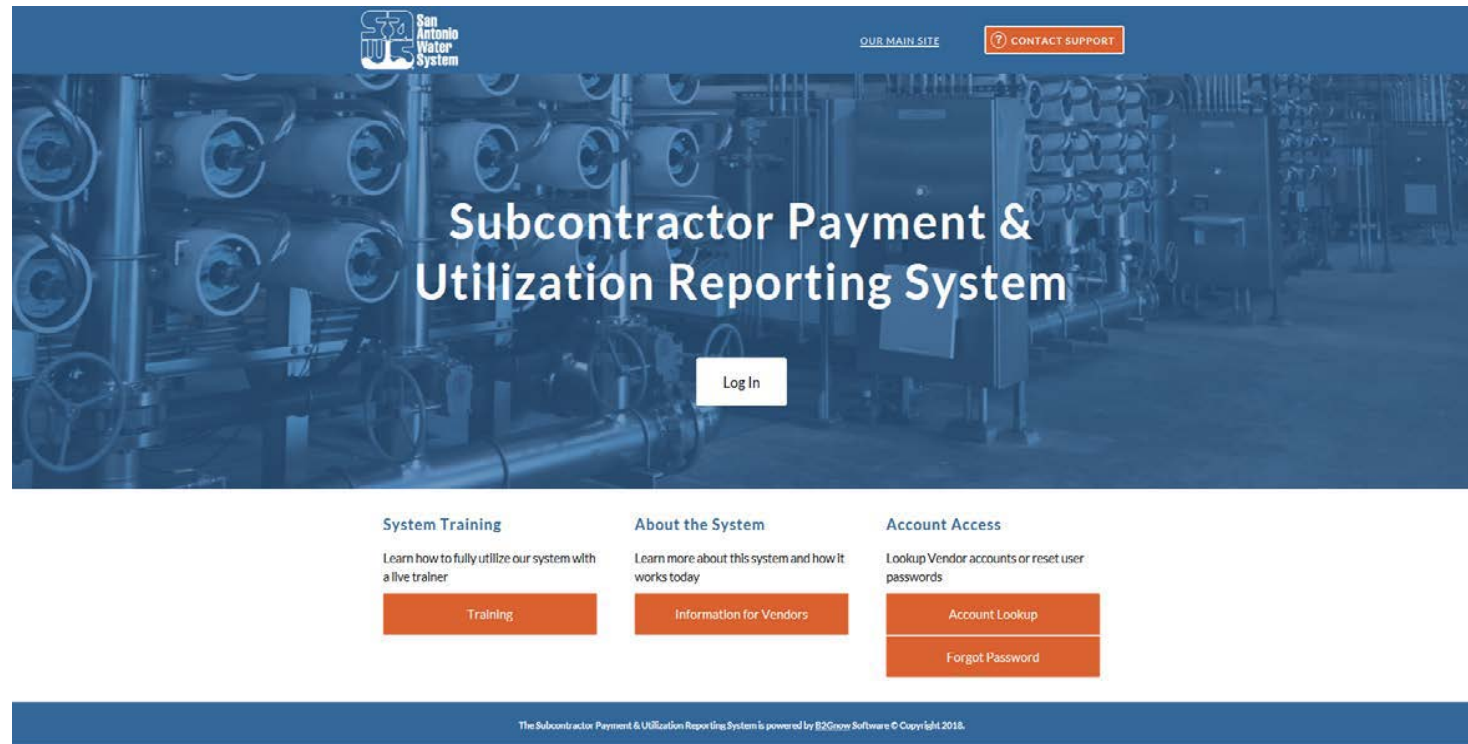 San
Antonio
Water
System
OUR MAIN SITE
? CONTACT SUPPORT
Subcontractor Payment &
Utilization Reporting System
Log In
System Training
Learn how to fully utilize our system with
a live trainer
Training
About the System
Learn more about this system and how it
works today
Information for Vendors
Account Access
Lookup Vendor accounts or reset user
passwords
Account Lookup
Forgot Password
The Subcontractor Payment & Utilization Reporting System is powered by B2Gnow Software © Copyright 2018.